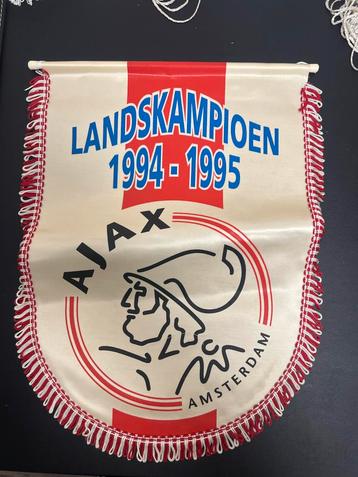 LANDSKAMPIOEN
1994 - 1995
AJAX
AMSTERDAM